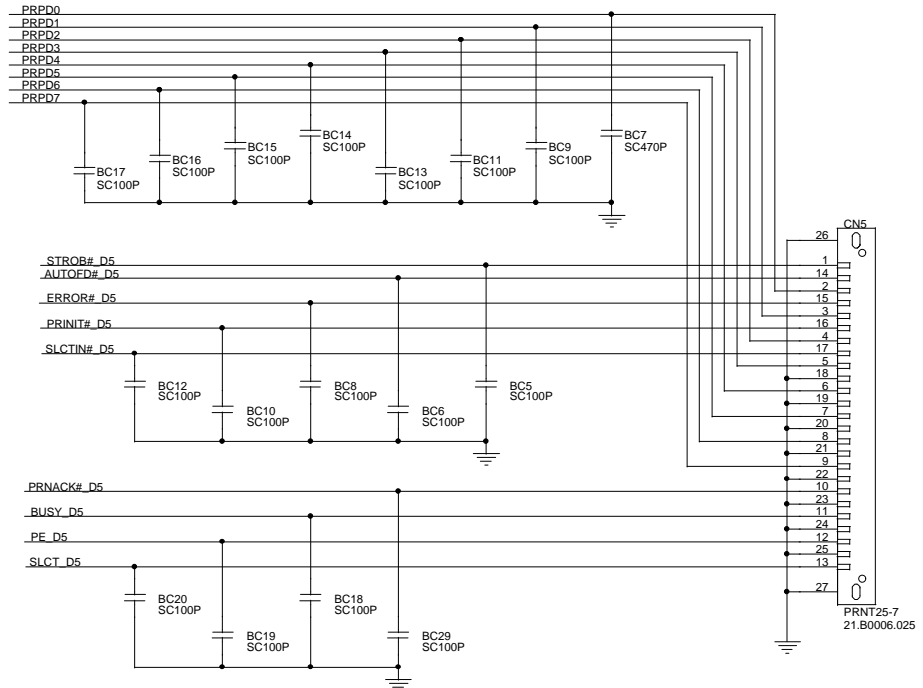 PRPD0
PRPD1
PRPD2
PRPD3
PRPD4
PRPD5
PRPD6
PRPD7
BC17
SC100P
BC16
SC100P
BC15
SC100P
BC14
SC100P
BC13
SC100P
BC11
SC100P
BC9
SC100P
BC7
SC470P
STROB#_D5
AUTOFD#_D5
ERROR#_D5
PRINIT#_D5
SLCTIN#_D5
BC12
SC100P
BC10
SC100P
BC8
SC100P
BC6
SC100P
BC5
SC100P
PRNACK#_D5
BUSY_D5
PE_D5
SLCT_D5
BC20
SC100P
BC19
SC100P
BC18
SC100P
BC29
SC100P
CN5
26
1
14
2
15
3
16
4
17
5
18
6
19
7
20
8
21
9
22
10
23
11
24
12
25
13
27
PRNT25-7
21.B0006.025